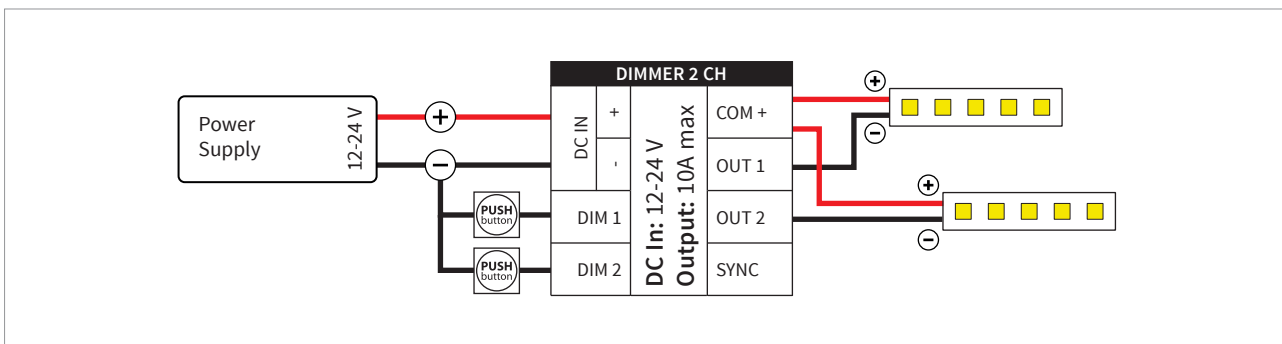 DIMMER 2 CH
Power
Supply
12-24 V
+
−
DC IN
+
-
DIM 1
DIM 2
PUSH
button
PUSH
button
DC In: 12-24 V
Output: 10A max
COM +
OUT 1
OUT 2
SYNC
+
−
+
−